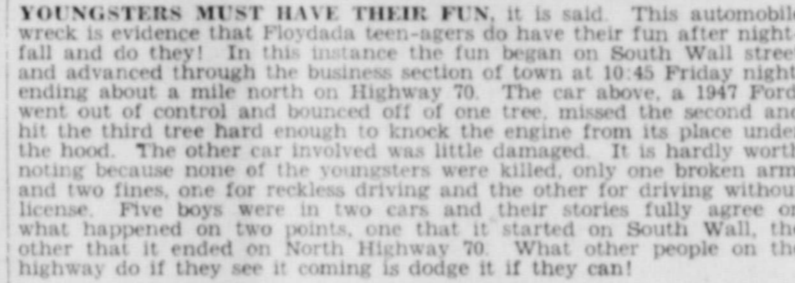 YOUNGSTERS MUST HAVE THEIR FUN, it is said. This automobil
wreck is evidence that Floydada teen-agers do have their fun after night
fall and do they! In this instance the fun began on South Wall stree
and advanced through the business section of town at 10:45 Friday night
ending about a mile north on Highway 70. The car above, a 1947 Ford
went out of control and bounced off of one tree, missed the second and
hit the third tree hard enough to knock the engine from its place unde
the hood. The other car involved was little damaged. It is hardly worth
noting because none of the youngsters were killed, only one broken arm
and two fines, one for reckless driving and the other for driving withou
license. Five boys were in two cars and their stories fully agree on
what happened on two points, one that it started on South Wall, the
other that it ended on North Highway 70. What other people on the
highway do if they see it coming is dodge it if they can!